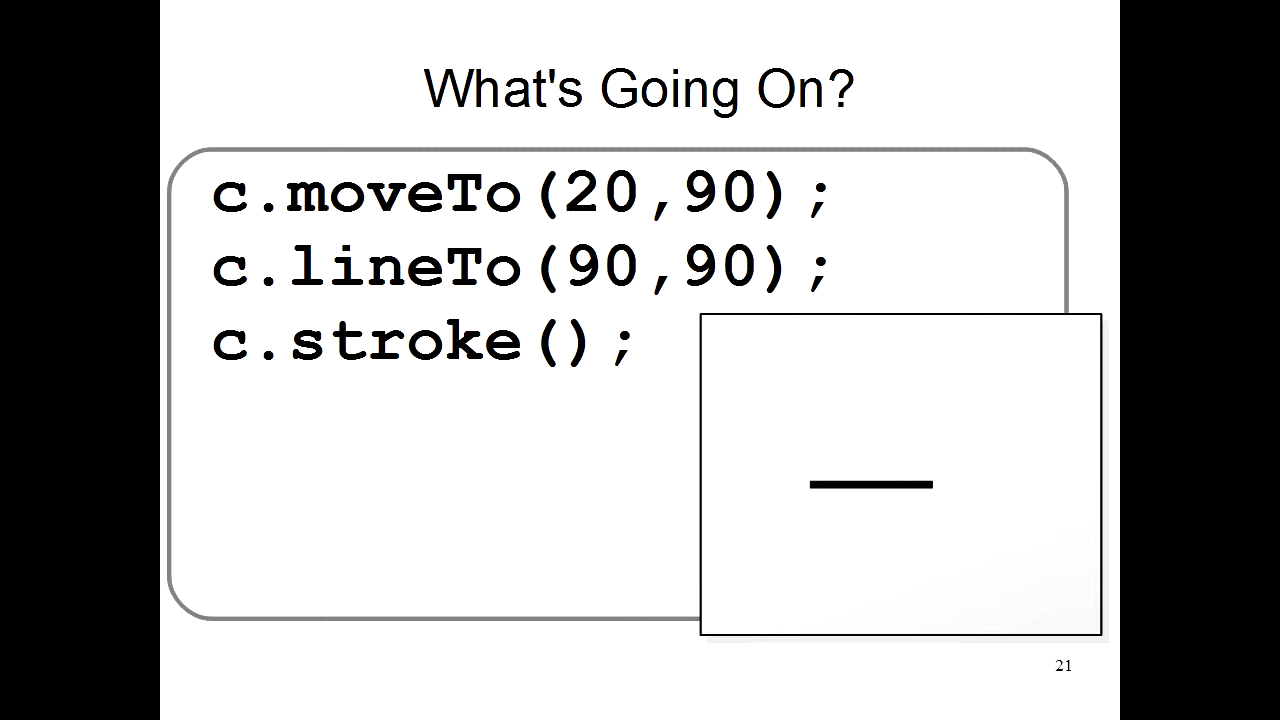 What's Going On?
c.moveTo(20,90);
c.lineTo(90,90);
c.stroke();
21